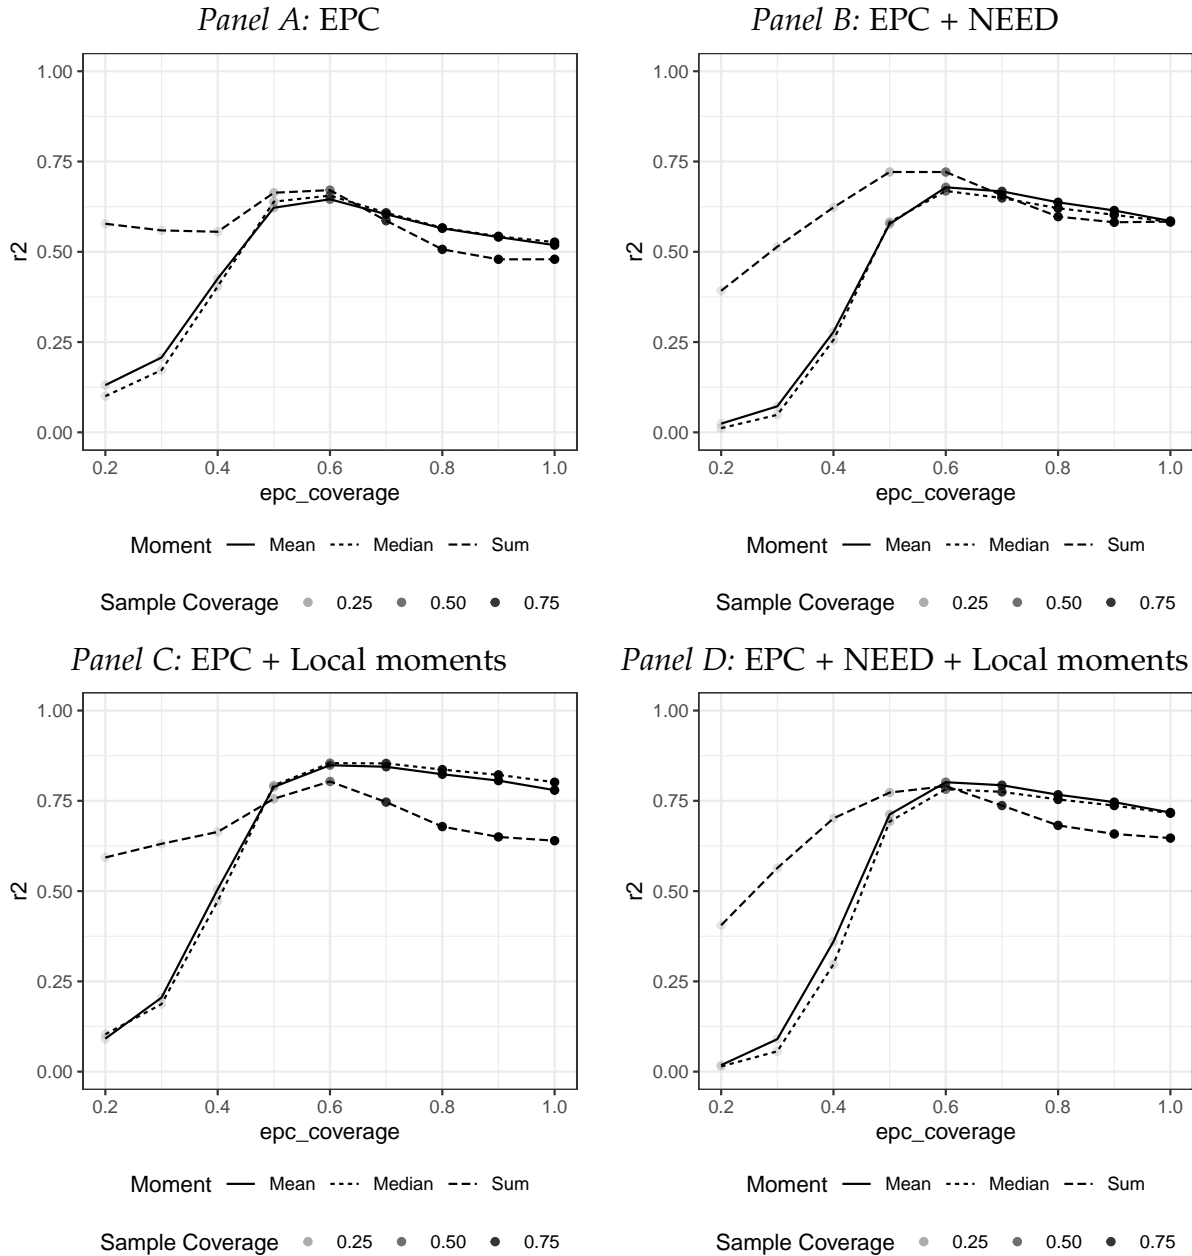 Panel A: EPC
1.00
0.75
0.50
0.25
0.00
r2
0.2 0.4 0.6 0.8 1.0
epc_coverage
Moment Mean Median Sum
Sample Coverage 0.25 0.50 0.75
Panel B: EPC + NEED
1.00
0.75
0.50
0.25
0.00
r2
0.2 0.4 0.6 0.8 1.0
epc_coverage
Moment Mean Median Sum
Sample Coverage 0.25 0.50 0.75
Panel C: EPC + Local moments
1.00
0.75
0.50
0.25
0.00
r2
0.2 0.4 0.6 0.8 1.0
epc_coverage
Moment Mean Median Sum
Sample Coverage 0.25 0.50 0.75
Panel D: EPC + NEED + Local moments
1.00
0.75
0.50
0.25
0.00
r2
0.2 0.4 0.6 0.8 1.0
epc_coverage
Moment Mean Median Sum
Sample Coverage 0.25 0.50 0.75